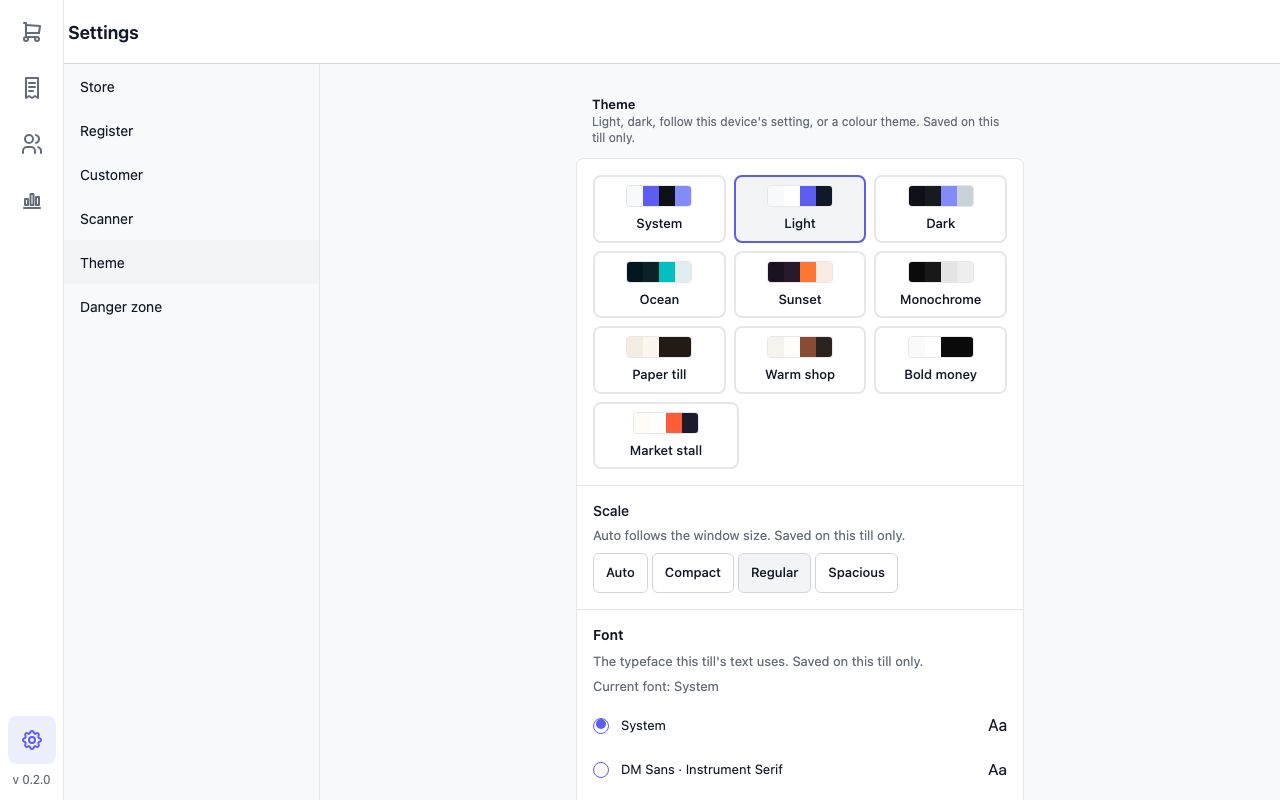 Settings
Store
Register
Customer
Scanner
Theme
Danger zone
v 0.2.0
Theme
Light, dark, follow this device's setting, or a colour theme. Saved on this
till only.
System
Light
Dark
Ocean
Sunset
Monochrome
Paper till
Warm shop
Bold money
Market stall
Scale
Auto follows the window size. Saved on this till only.
Auto
Compact
Regular
Spacious
Font
The typeface this till's text uses. Saved on this till only.
Current font: System
System Aa
DM Sans · Instrument Serif Aa